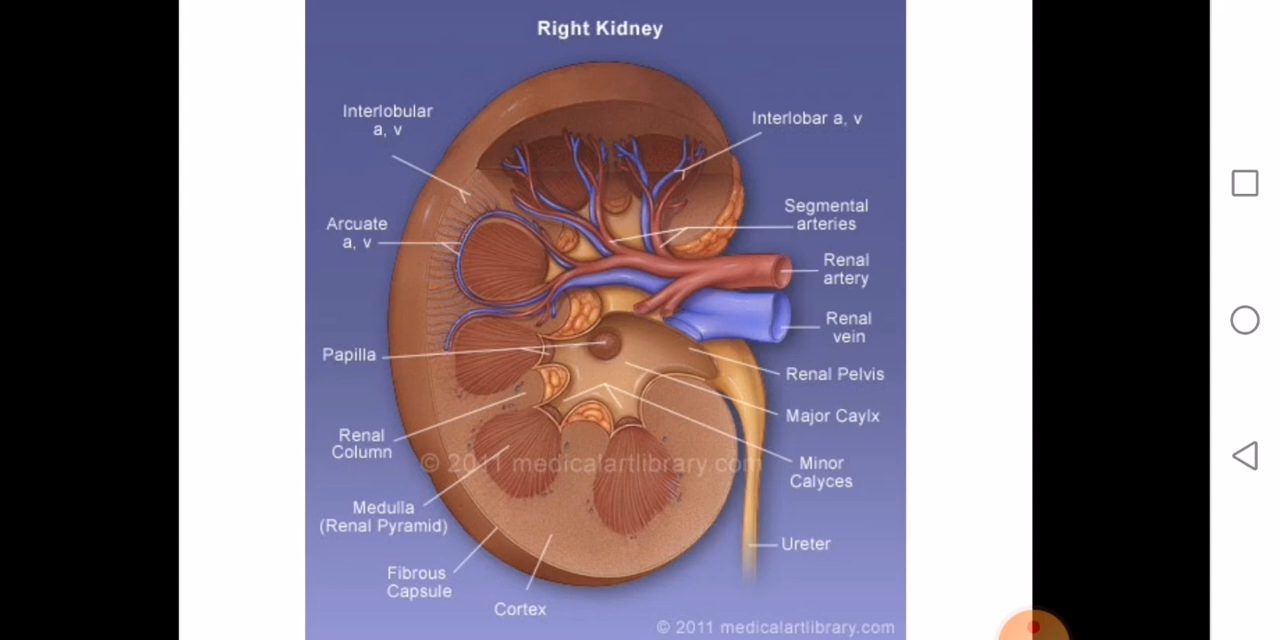 Right Kidney
Interlobular
a, v
Interlobar a, v
Arcuate
a, v
Segmental
arteries
Renal
artery
Renal
vein
Papilla
Renal Pelvis
Major Caylx
Renal
Column
Minor
Calyces
© 2011 medicalartlibrary.com
Medulla
(Renal Pyramid)
Ureter
Fibrous
Capsule
Cortex
© 2011 medicalartlibrary.com